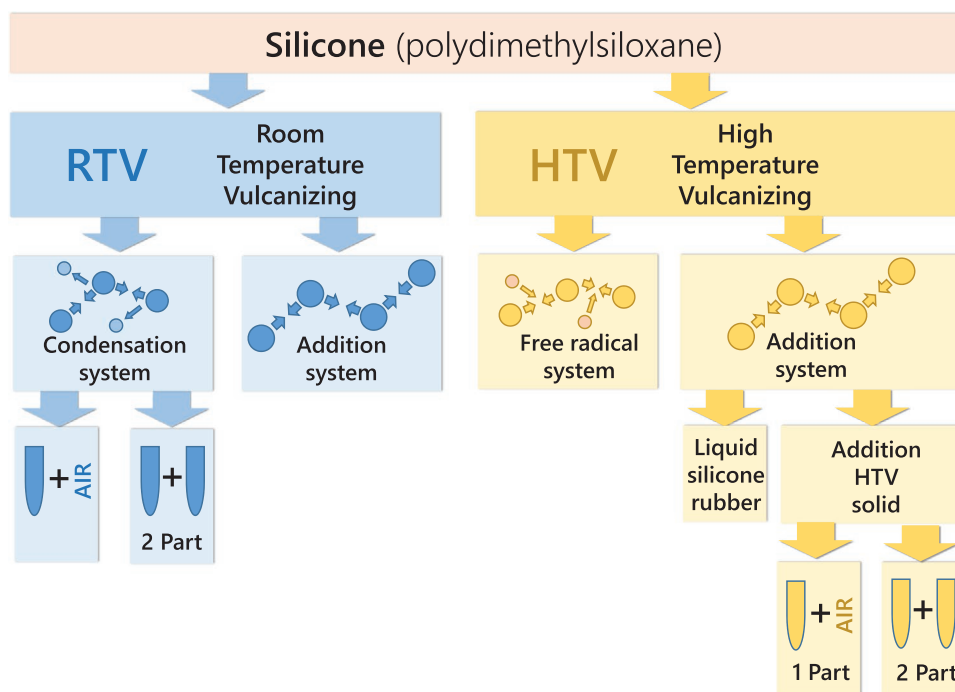 Silicone (polydimethylsiloxane)
RTV
Room
Temperature
Vulcanizing
HTV
High
Temperature
Vulcanizing
Condensation
system
Addition
system
Free radical
system
Addition
system
+ AIR
+
2 Part
Liquid
silicone
rubber
Addition
HTV
solid
+ AIR
1 Part
+
2 Part